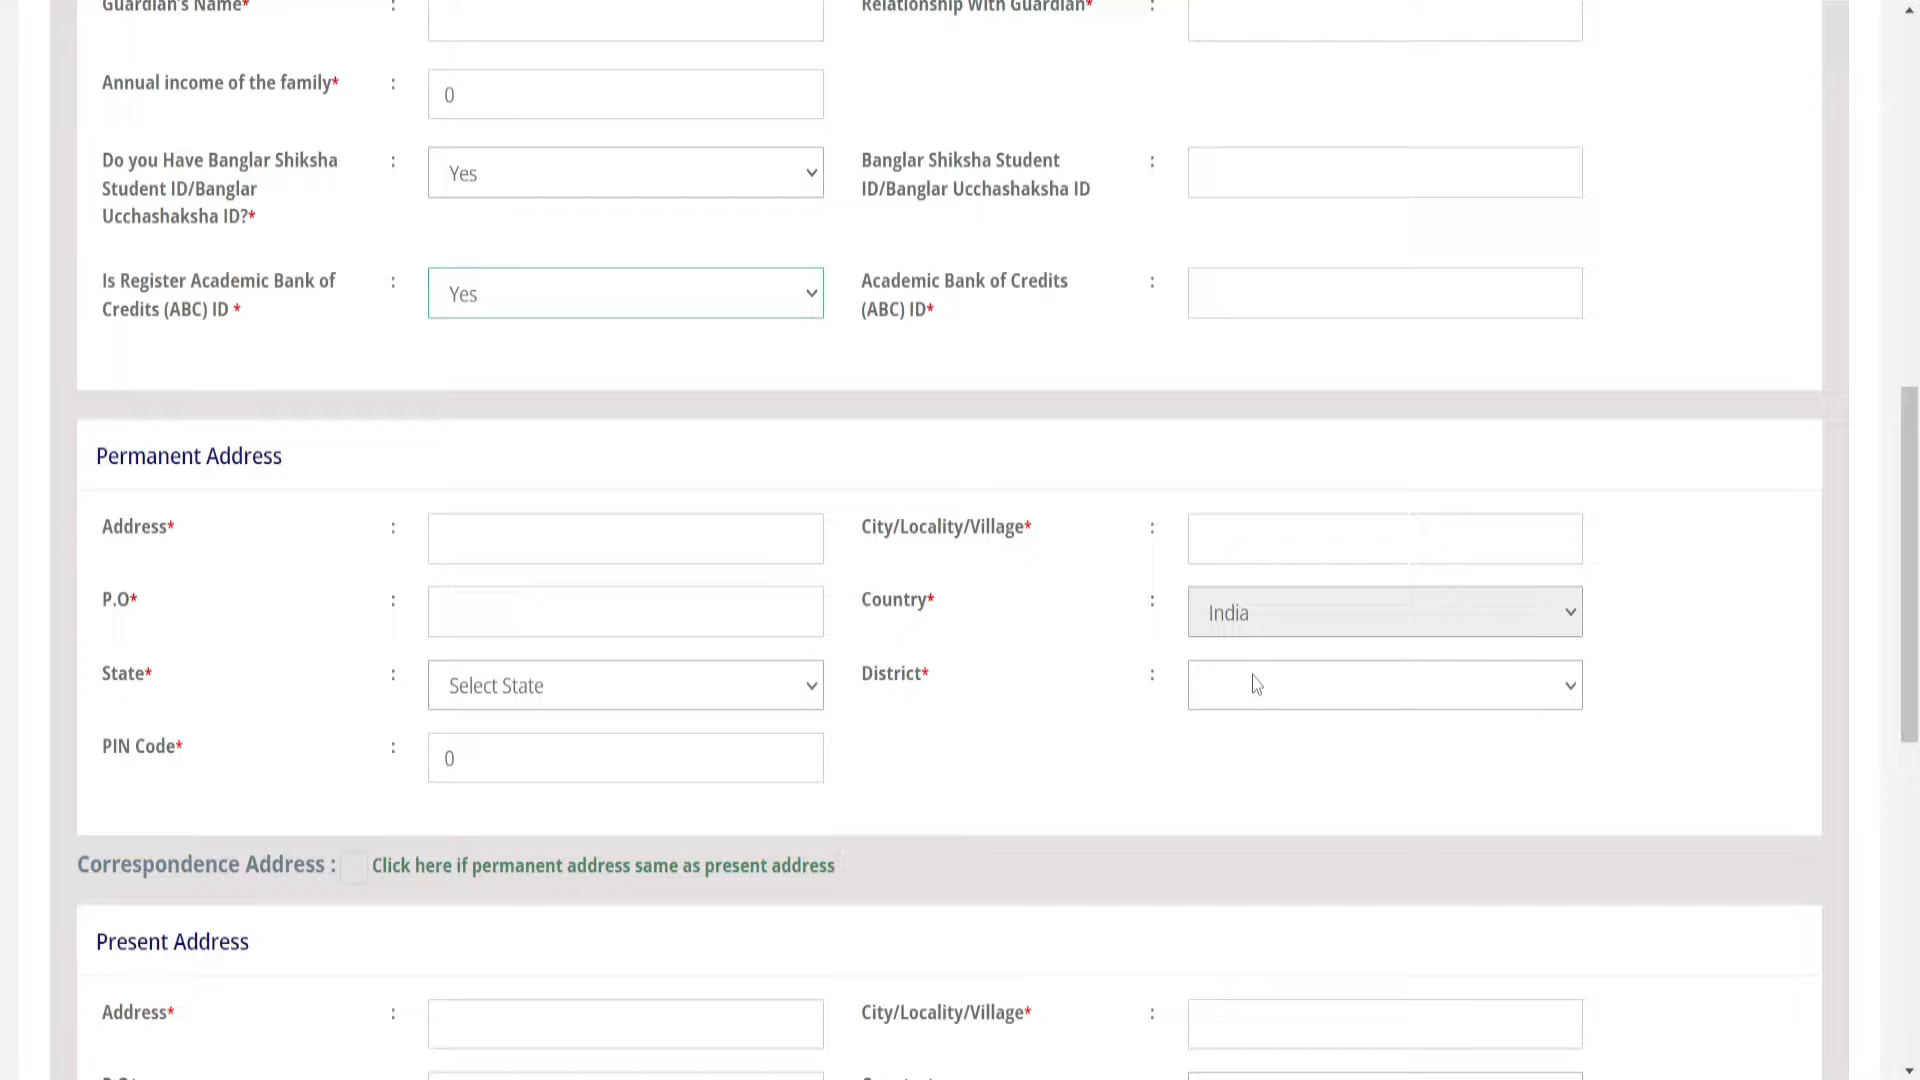 Guardian's Name* :
Relationship With Guardian* :
Annual income of the family* : 0
Do you Have Banglar Shiksha
Student ID/Banglar
Ucchashaksha ID?* : Yes
Banglar Shiksha Student
ID/Banglar Ucchashaksha ID :
Is Register Academic Bank of
Credits (ABC) ID * : Yes
Academic Bank of Credits
(ABC) ID* :
Permanent Address
Address* :
City/Locality/Village* :
P.O* :
Country* : India
State* : Select State
District* :
PIN Code* : 0
Correspondence Address : Click here if permanent address same as present address
Present Address
Address* :
City/Locality/Village* :